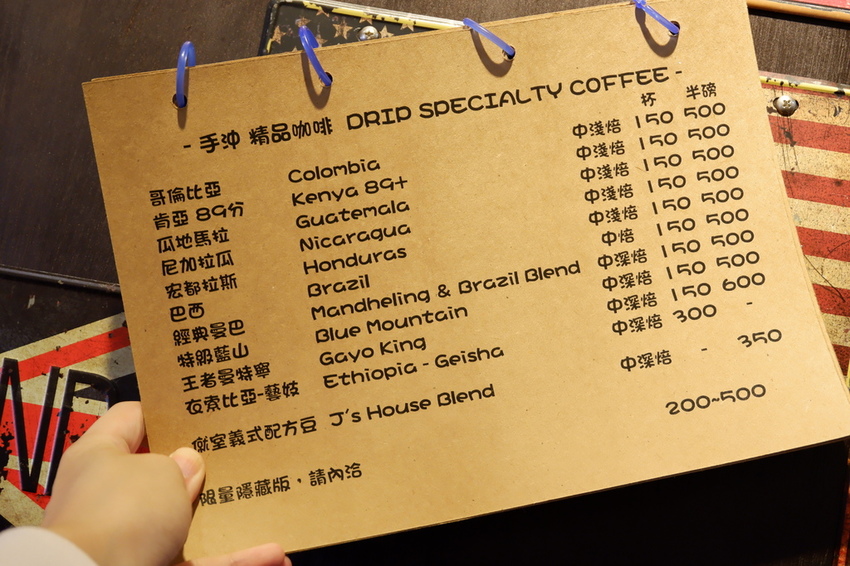 - 手沖 精品咖啡 DRIP SPECIALTY COFFEE -
杯 半磅
哥倫比亞 Colombia 中淺焙 150 500
肯亞 89分 Kenya 89+ 中淺焙 150 500
瓜地馬拉 Guatemala 中淺焙 150 500
尼加拉瓜 Nicaragua 中淺焙 150 500
宏都拉斯 Honduras 中淺焙 150 500
巴西 Brazil 中焙 150 500
經典曼巴 Mandheling & Brazil Blend 中深焙 150 500
特級藍山 Blue Mountain 中深焙 150 500
王者曼特寧 Gayo King 中深焙 150 600
衣索比亞-藝妓 Ethiopia - Geisha 中深焙 300 -
僦室義式配方豆 J's House Blend 中深焙 - 350
限量隱藏版，請內洽 200~500